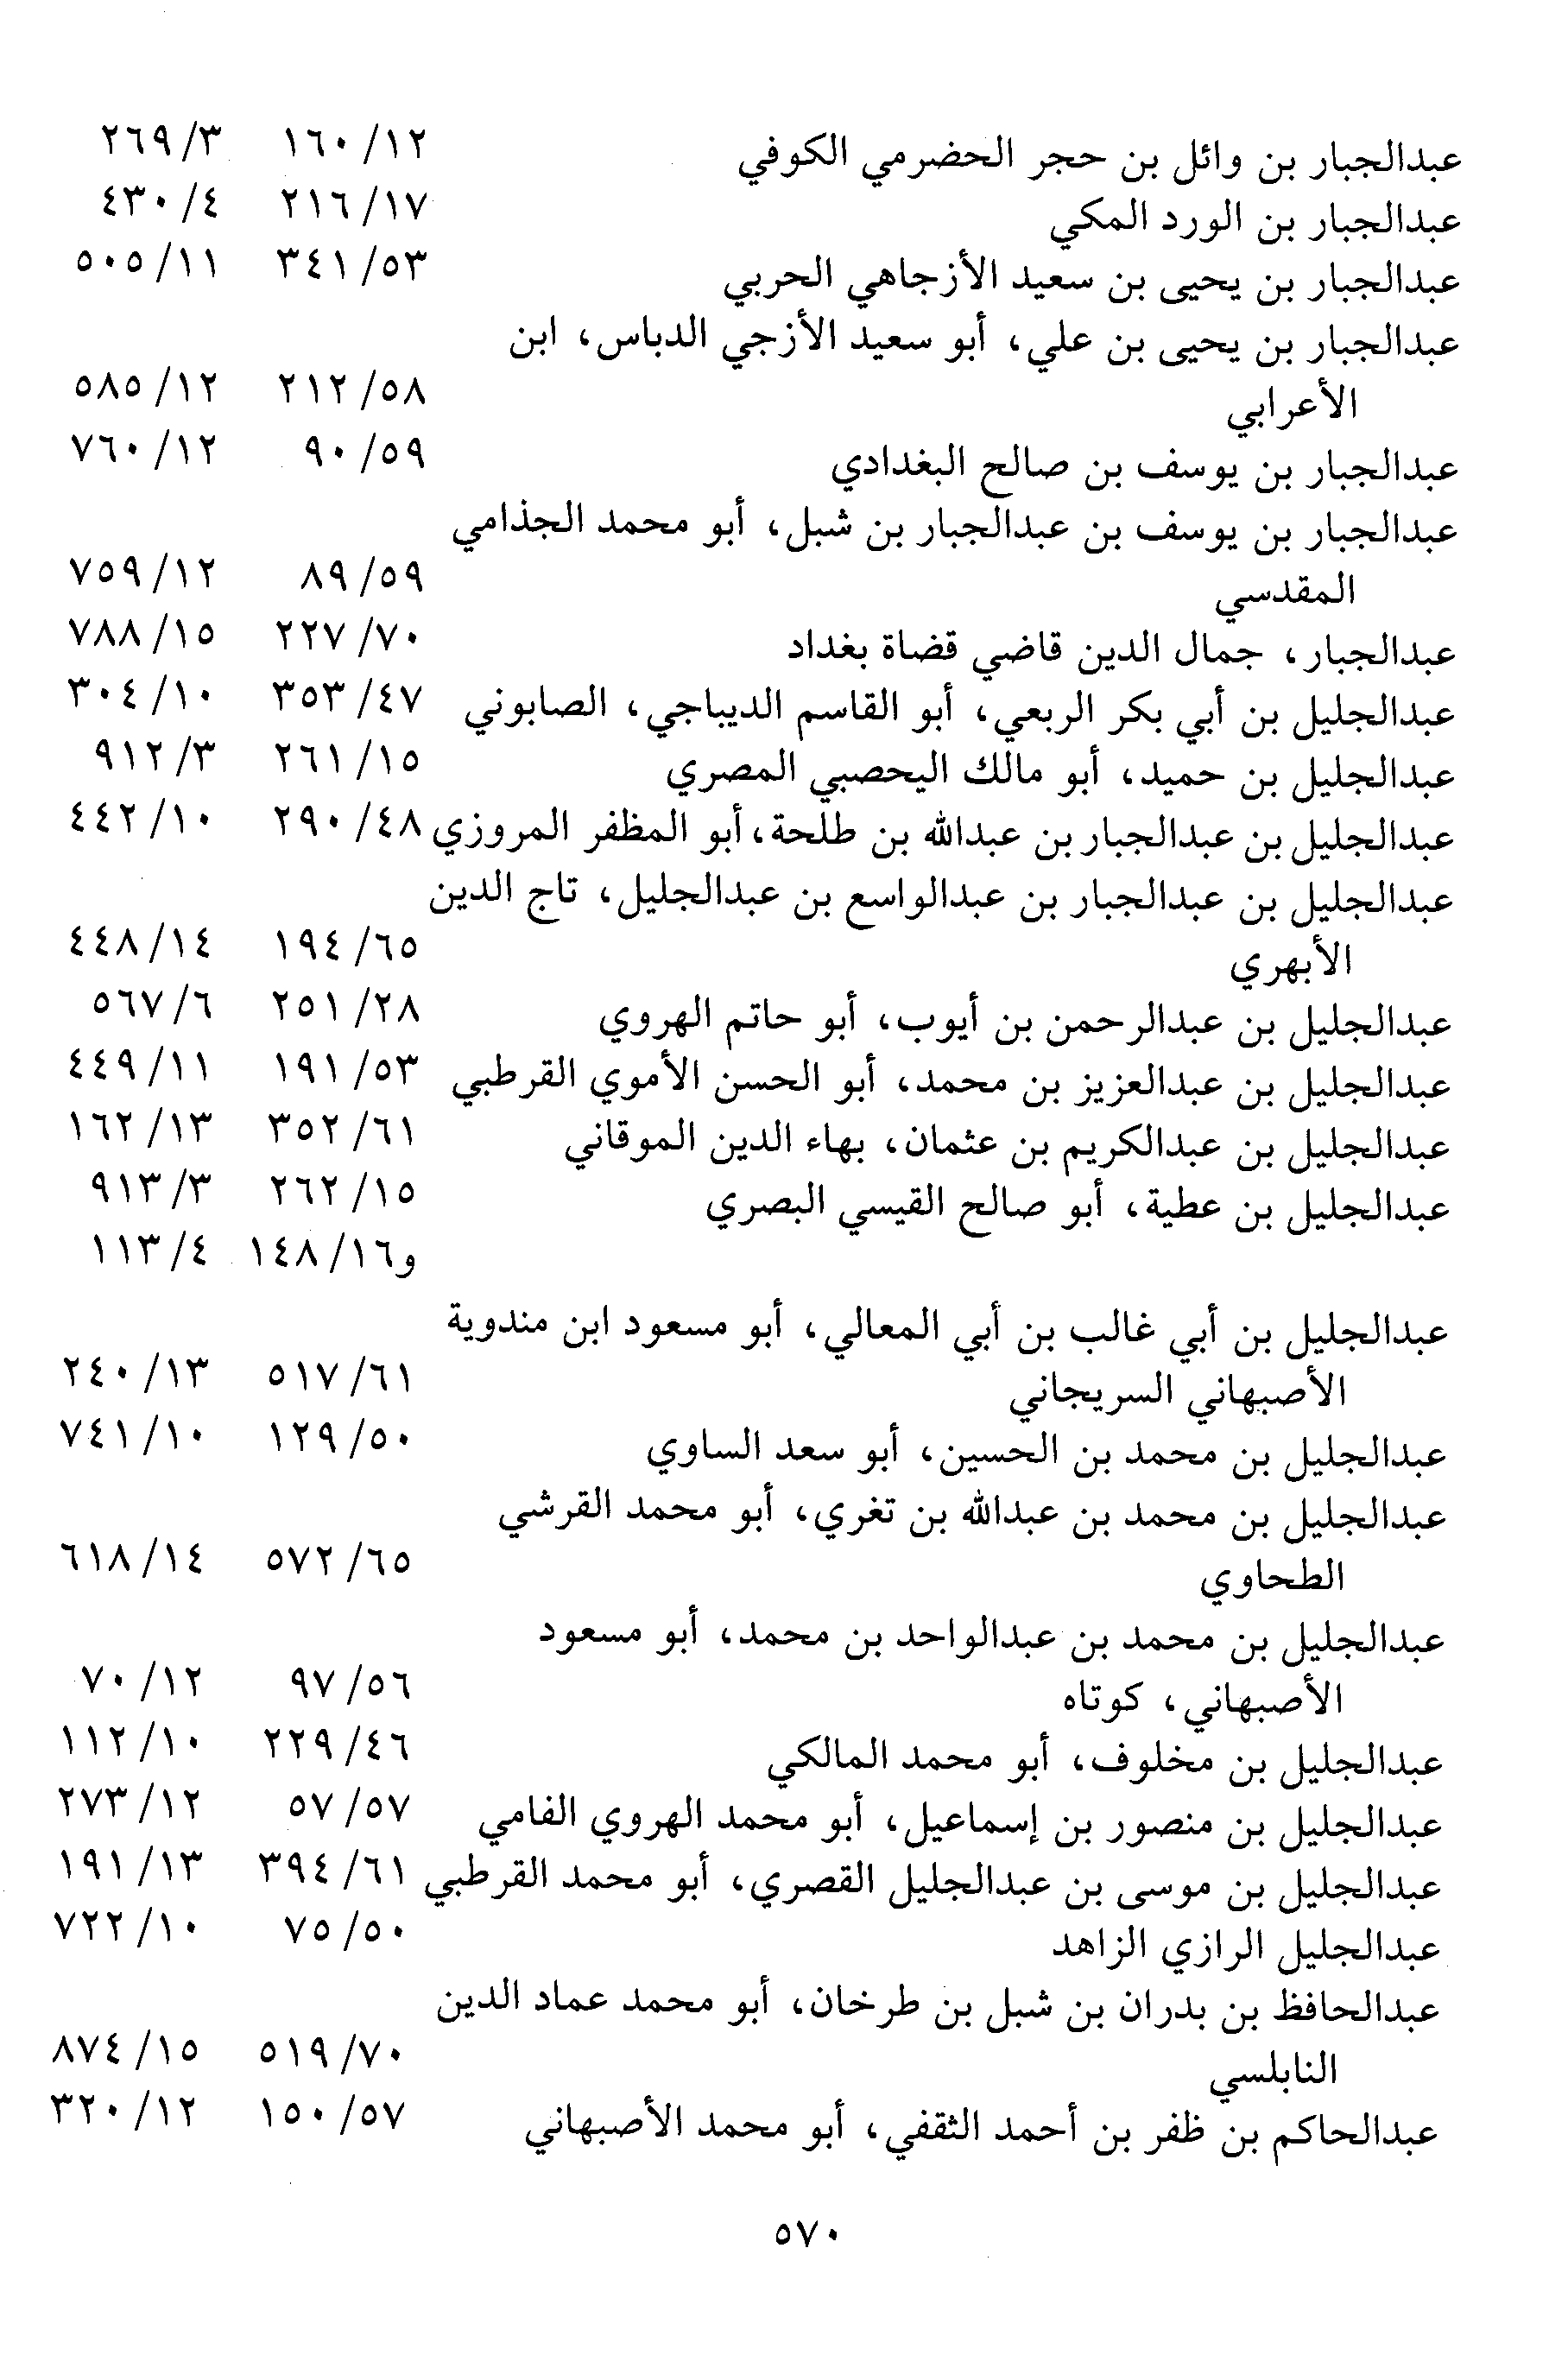 عبدالجبار بن وائل بن حجر الحضرمي الكوفي ١٦٠/١٢ ٢٦٩/٣
عبدالجبار بن الورد المكي ٢١٦/١٧ ٤٣٠/٤
عبدالجبار بن يحيى بن سعيد الأزجاهي الحربي ٣٤١/٥٣ ٥٠٥/١١
عبدالجبار بن يحيى بن علي، أبو سعيد الأزجي الدباس، ابن
الأعرابي ٢١٢/٥٨ ٥٨٥/١٢
عبدالجبار بن يوسف بن صالح البغدادي ٩٠/٥٩ ٧٦٠/١٢
عبدالجبار بن يوسف بن عبدالجبار بن شبل، أبو محمد الجذامي
المقدسي ٨٩/٥٩ ٧٥٩/١٢
عبدالجبار، جمال الدين قاضي قضاة بغداد ٢٢٧/٧٠ ٧٨٨/١٥
عبدالجليل بن أبي بكر الربعي، أبو القاسم الديباجي، الصابوني ٣٥٣/٤٧ ٣٠٤/١٠
عبدالجليل بن حميد، أبو مالك اليحصبي المصري ٢٦١/١٥ ٩١٢/٣
عبدالجليل بن عبدالجبار بن عبدالله بن طلحة، أبو المظفر المروزي ٢٩٠/٤٨ ٤٤٢/١٠
عبدالجليل بن عبدالجبار بن عبدالواسع بن عبدالجليل، تاج الدين
الأبهري ١٩٤/٦٥ ٤٤٨/١٤
عبدالجليل بن عبدالرحمن بن أيوب، أبو حاتم الهروي ٢٥١/٢٨ ٥٦٧/٦
عبدالجليل بن عبدالعزيز بن محمد، أبو الحسن الأموي القرطبي ١٩١/٥٣ ٤٤٩/١١
عبدالجليل بن عبدالكريم بن عثمان، بهاء الدين الموقاني ٣٥٢/٦١ ١٦٢/١٣
عبدالجليل بن عطية، أبو صالح القيسي البصري ٢٦٢/١٥ ٩١٣/٣
و١٤٨/١٦ ١١٣/٤
عبدالجليل بن أبي غالب بن أبي المعالي، أبو مسعود ابن مندوية
الأصبهاني السريجاني ٥١٧/٦١ ٢٤٠/١٣
عبدالجليل بن محمد بن الحسين، أبو سعد الساوي ١٢٩/٥٠ ٧٤١/١٠
عبدالجليل بن محمد بن عبدالله بن تغري، أبو محمد القرشي
الطحاوي ٥٧٢/٦٥ ٦١٨/١٤
عبدالجليل بن محمد بن عبدالواحد بن محمد، أبو مسعود
الأصبهاني، كوتاه ٩٧/٥٦ ٧٠/١٢
عبدالجليل بن مخلوف، أبو محمد المالكي ٢٢٩/٤٦ ١١٢/١٠
عبدالجليل بن منصور بن إسماعيل، أبو محمد الهروي الفامي ٥٧/٥٧ ٢٧٣/١٢
عبدالجليل بن موسى بن عبدالجليل القصري، أبو محمد القرطبي ٣٩٤/٦١ ١٩١/١٣
عبدالجليل الرازي الزاهد ٧٥/٥٠ ٧٢٢/١٠
عبدالحافظ بن بدران بن شبل بن طرخان، أبو محمد عماد الدين
النابلسي ٥١٩/٧٠ ٨٧٤/١٥
عبدالحاكم بن ظفر بن أحمد الثقفي، أبو محمد الأصبهاني ١٥٠/٥٧ ٣٢٠/١٢
٥٧٠